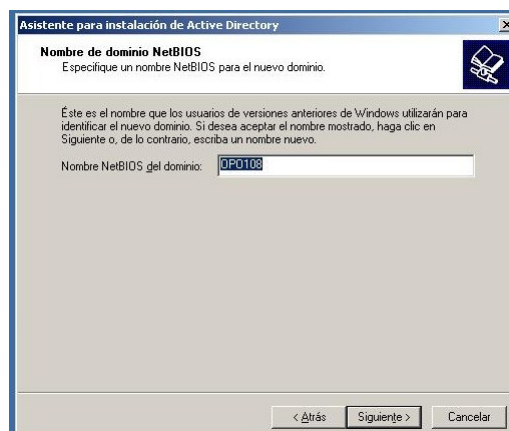 Asistente para instalación de Active Directory
Nombre de dominio NetBIOS
Especifique un nombre NetBIOS para el nuevo dominio.
Éste es el nombre que los usuarios de versiones anteriores de Windows utilizarán para
identificar el nuevo dominio. Si desea aceptar el nombre mostrado, haga clic en
Siguiente o, de lo contrario, escriba un nombre nuevo.
Nombre NetBIOS del dominio: OPO108
< Atrás Siguiente > Cancelar